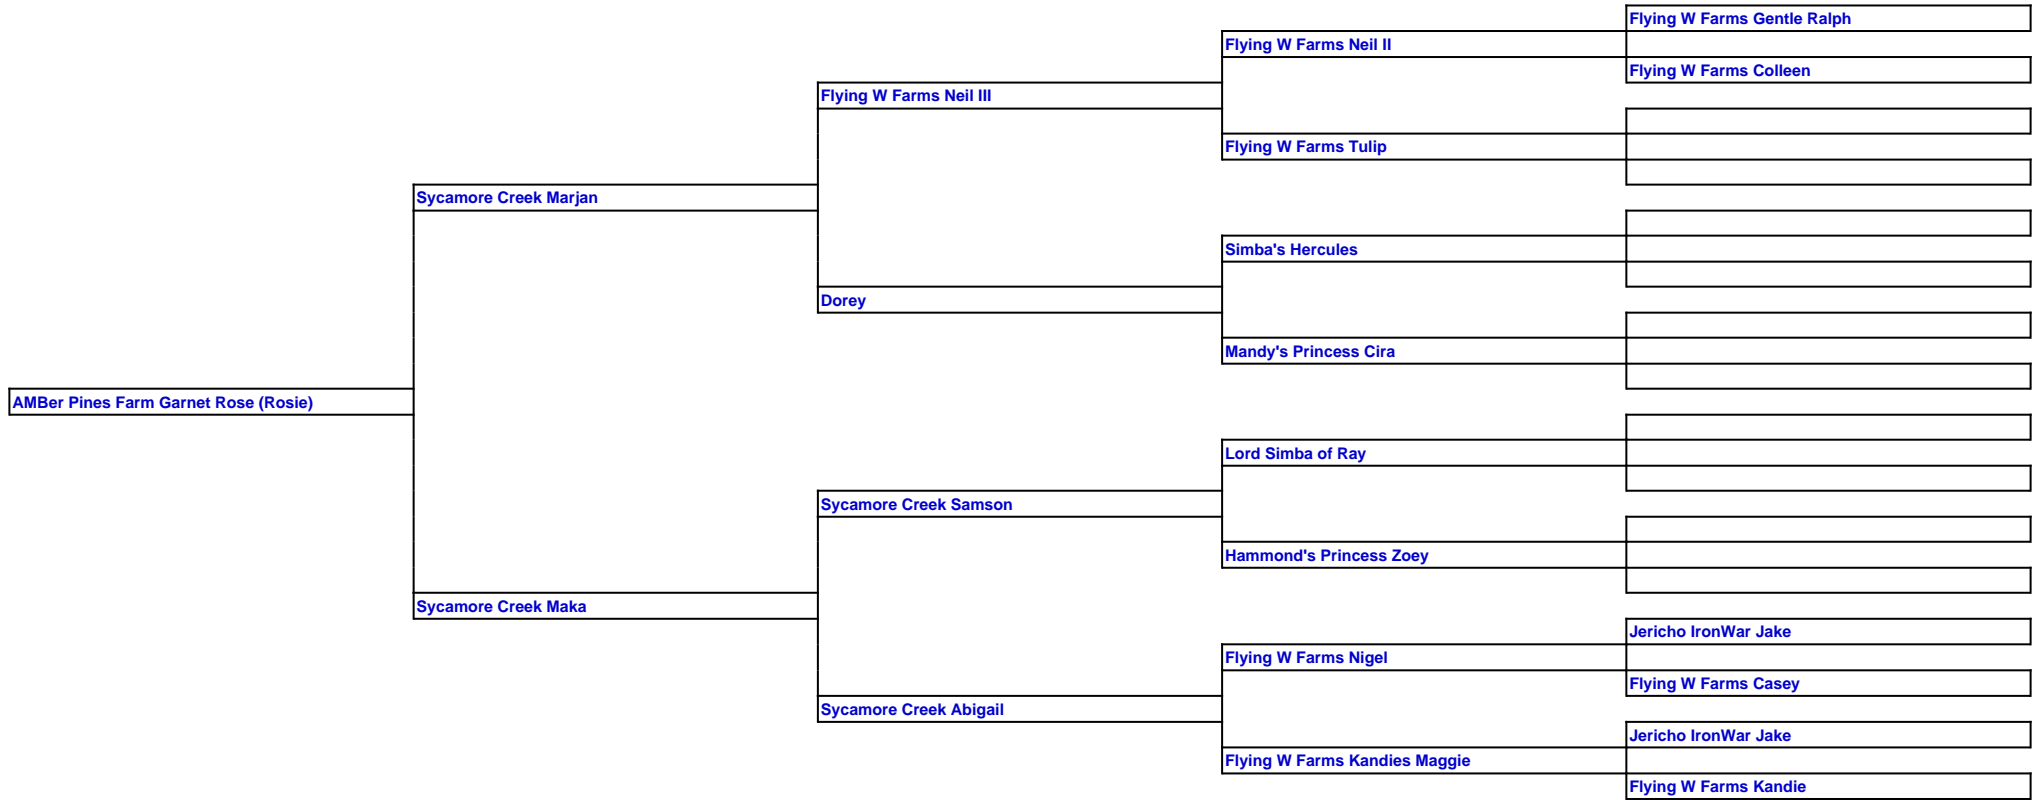 Flying W Farms Gentle Ralph
Flying W Farms Neil II
Flying W Farms Colleen
Flying W Farms Neil III
Flying W Farms Tulip
Sycamore Creek Marjan
Simba's Hercules
Dorey
Mandy's Princess Cira
AMBer Pines Farm Garnet Rose (Rosie)
Lord Simba of Ray
Sycamore Creek Samson
Hammond's Princess Zoey
Sycamore Creek Maka
Jericho IronWar Jake
Flying W Farms Nigel
Flying W Farms Casey
Sycamore Creek Abigail
Jericho IronWar Jake
Flying W Farms Kandies Maggie
Flying W Farms Kandie